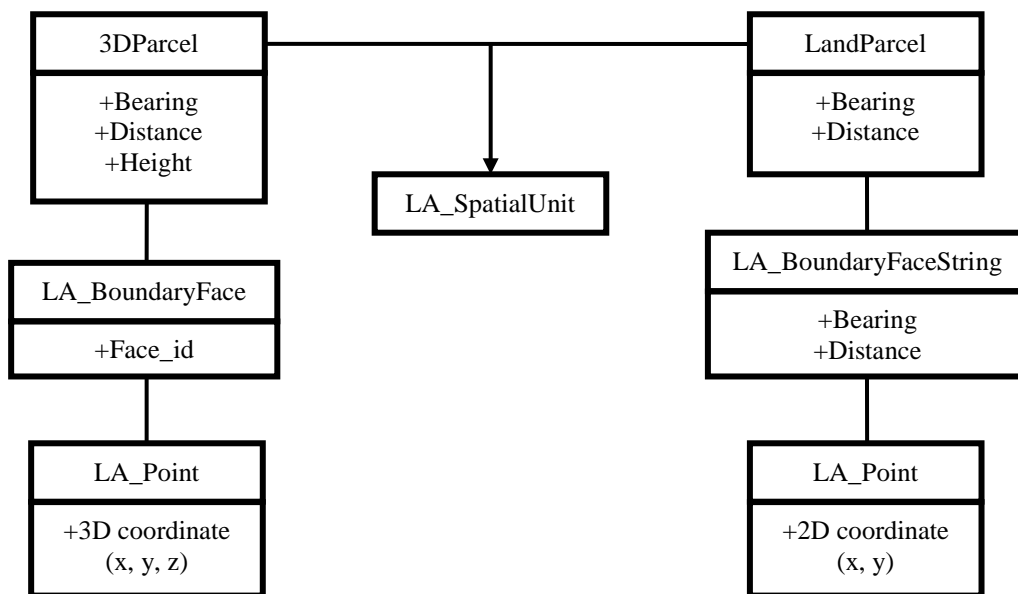 3DParcel
+Bearing
+Distance
+Height
LandParcel
+Bearing
+Distance
LA_SpatialUnit
LA_BoundaryFace
+Face_id
LA_BoundaryFaceString
+Bearing
+Distance
LA_Point
+3D coordinate
(x, y, z)
LA_Point
+2D coordinate
(x, y)